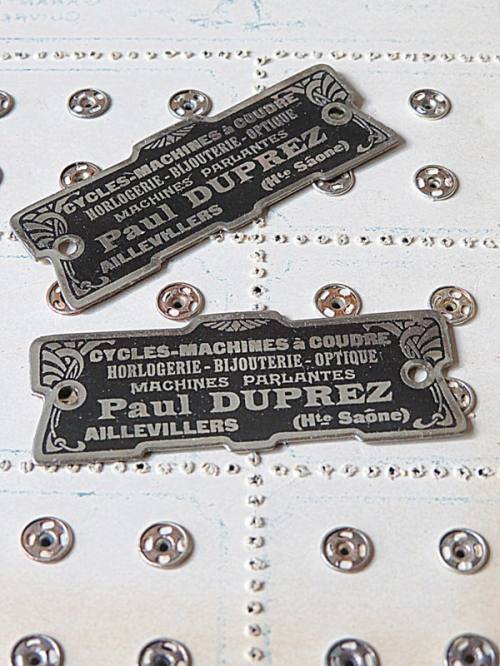 CYCLES-MACHINES à COUDRE
HORLOGERIE - BIJOUTERIE - OPTIQUE
MACHINES PARLANTES
Paul DUPREZ
AILLEVILLERS (Hte Saône)
CYCLES-MACHINES à COUDRE
HORLOGERIE - BIJOUTERIE - OPTIQUE
MACHINES PARLANTES
Paul DUPREZ
AILLEVILLERS (Hte Saône)